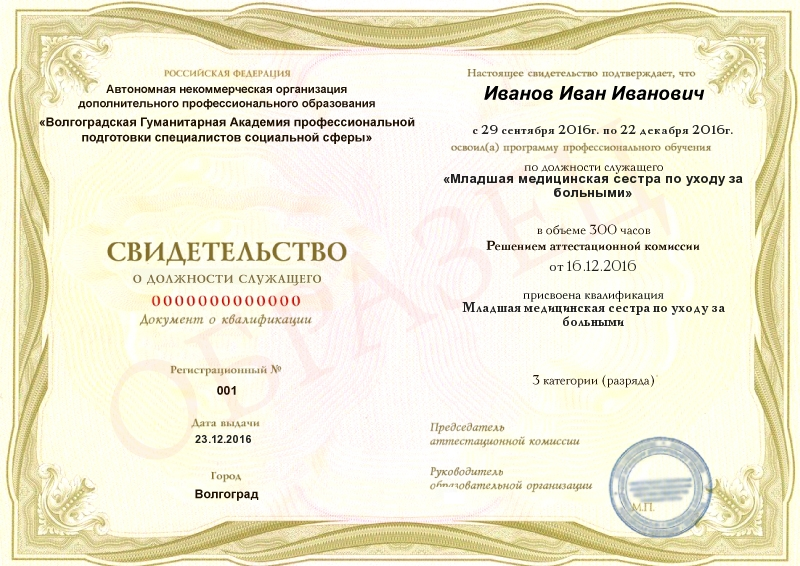 РОССИЙСКАЯ ФЕДЕРАЦИЯ
Автономная некоммерческая организация
дополнительного профессионального образования
«Волгоградская Гуманитарная Академия профессиональной
подготовки специалистов социальной сферы»
СВИДЕТЕЛЬСТВО
О ДОЛЖНОСТИ СЛУЖАЩЕГО
0000000000000
Документ о квалификации
Регистрационный №
001
Дата выдачи
23.12.2016
Город
Волгоград
Настоящее свидетельство подтверждает, что
Иванов Иван Иванович
с 29 сентября 2016г. по 22 декабря 2016г.
освоил(а) программу профессионального обучения
по должности служащего
«Младшая медицинская сестра по уходу за
больными»
в объеме 300 часов
Решением аттестационной комиссии
от 16.12.2016
присвоена квалификация
Младшая медицинская сестра по уходу за
больными
3 категории (разряда)
Председатель
аттестационной комиссии
Руководитель
образовательной организации
М.П.
ОБРАЗЕЦ